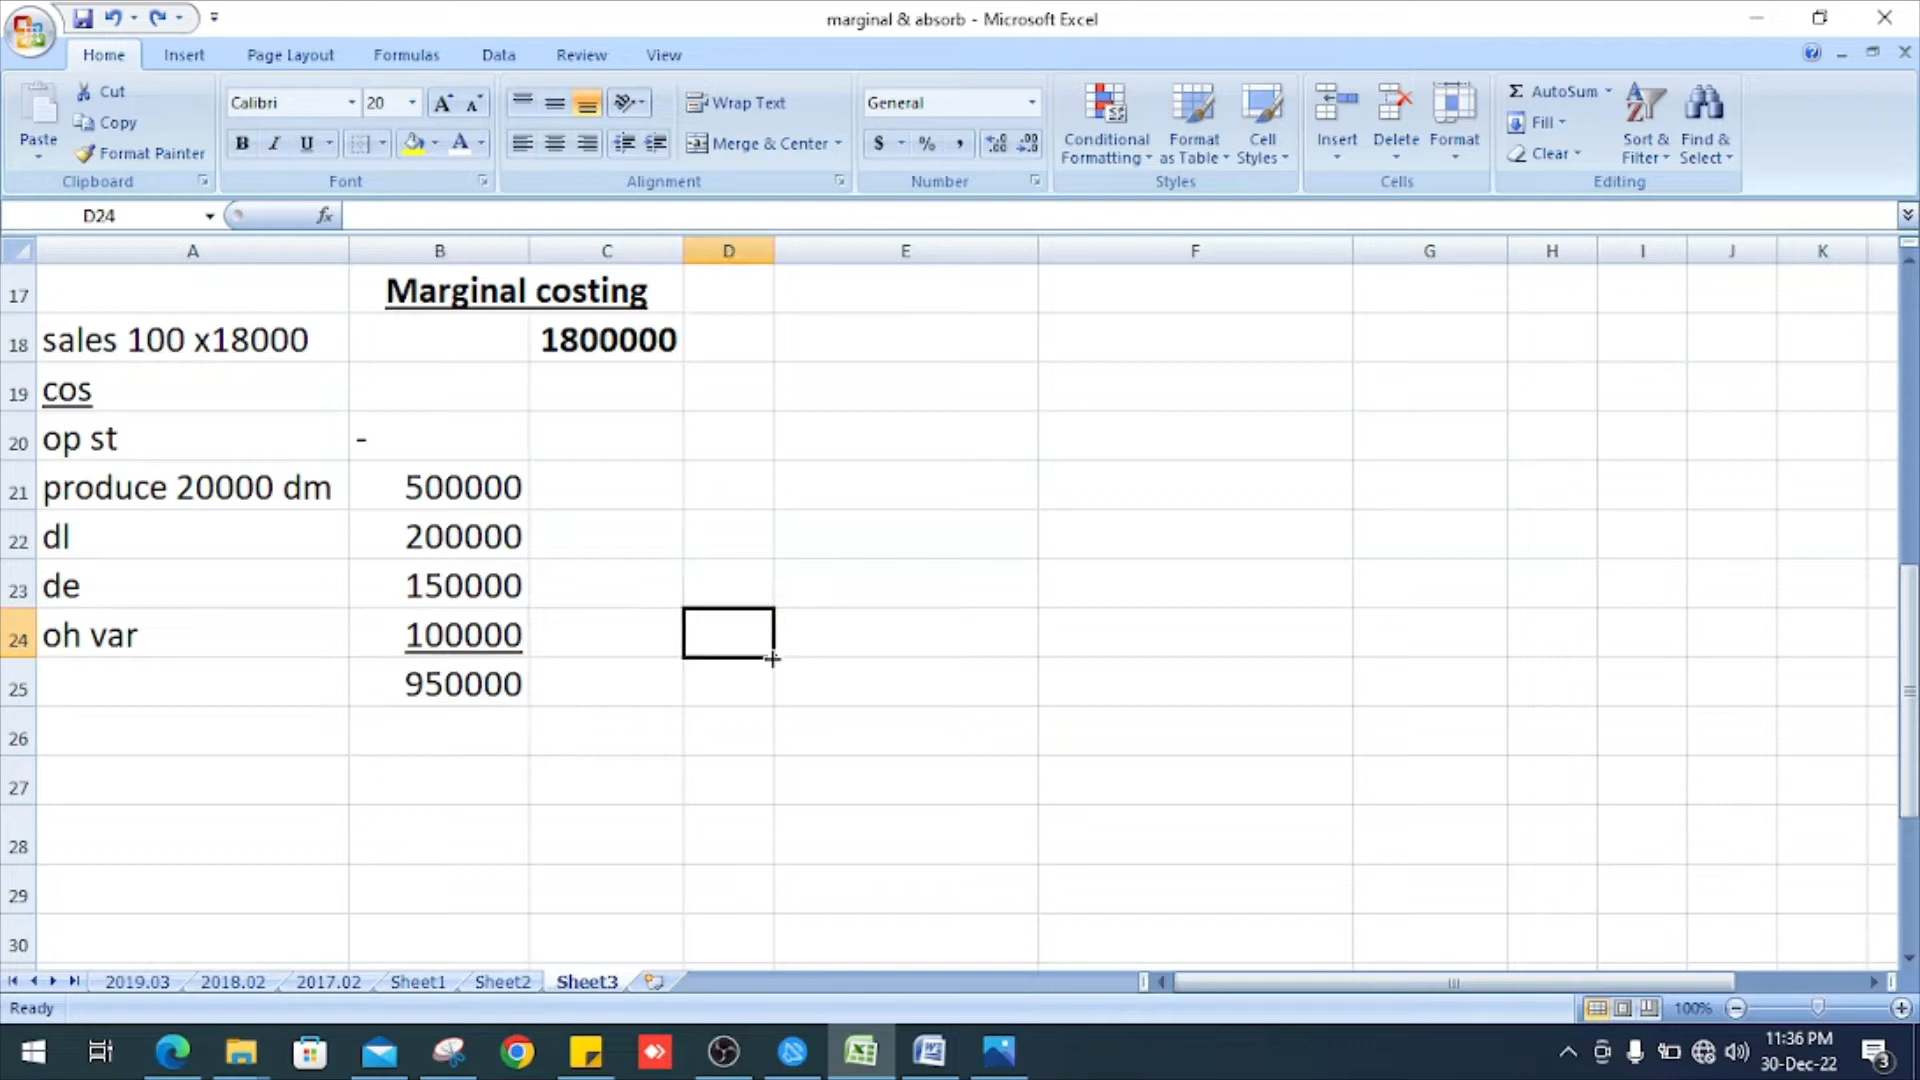 marginal & absorb - Microsoft Excel
Home Insert Page Layout Formulas Data Review View
Paste Cut Copy Format Painter Clipboard
Calibri 20 A A B I U A Font
Wrap Text Merge & Center Alignment
General $ % , .0 .00 .00 .0 Number
Conditional Formatting Format as Table Cell Styles Styles
Insert Delete Format Cells
Σ AutoSum Fill Clear Sort & Filter Find & Select Editing
D24 fx
A B C D E F G H I J K
17 Marginal costing
18 sales 100 x18000 1800000
19 cos
20 op st -
21 produce 20000 dm 500000
22 dl 200000
23 de 150000
24 oh var 100000
25 950000
26
27
28
29
30
2019.03 2018.02 2017.02 Sheet1 Sheet2 Sheet3
Ready 100%
11:36 PM
30-Dec-22
3